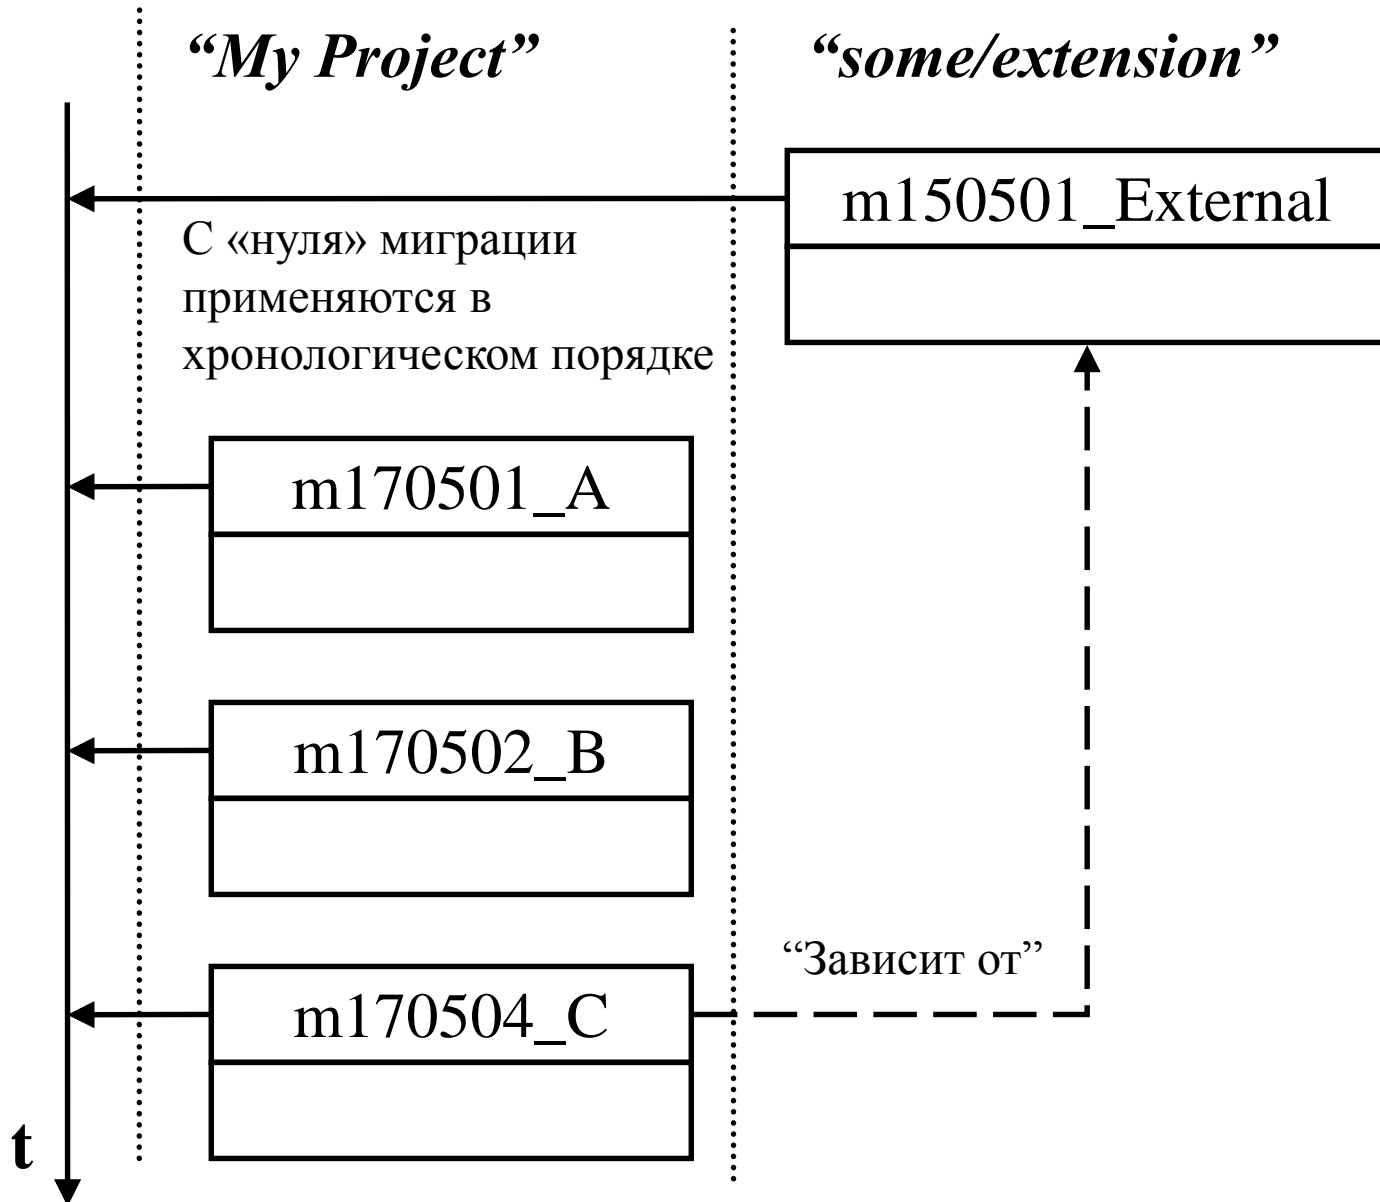 “My Project”
“some/extension”
m150501_External
С «нуля» миграции
применяются в
хронологическом порядке
m170501_A
m170502_B
“Зависит от”
m170504_C
t